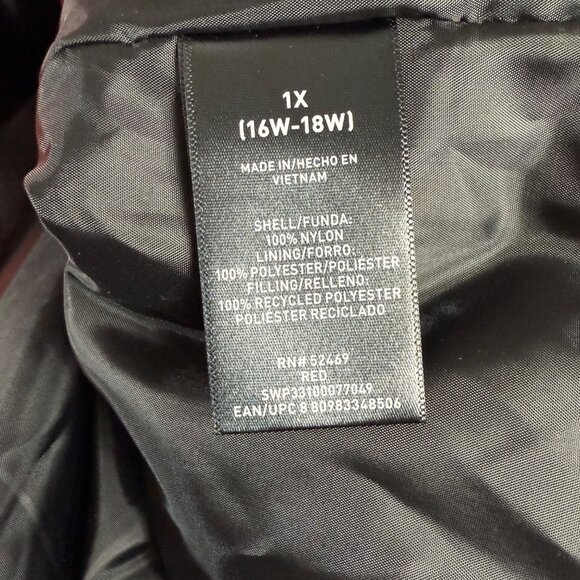 1X
(16W-18W)
MADE IN/HECHO EN
VIETNAM
SHELL/FUNDA:
100% NYLON
LINING/FORRO:
100% POLYESTER/POLIÉSTER
FILLING/RELLENO:
100% RECYCLED POLYESTER
POLIÉSTER RECICLADO
RN# 52469
RED
SWP33100077049
EAN/UPC 8 80983348506